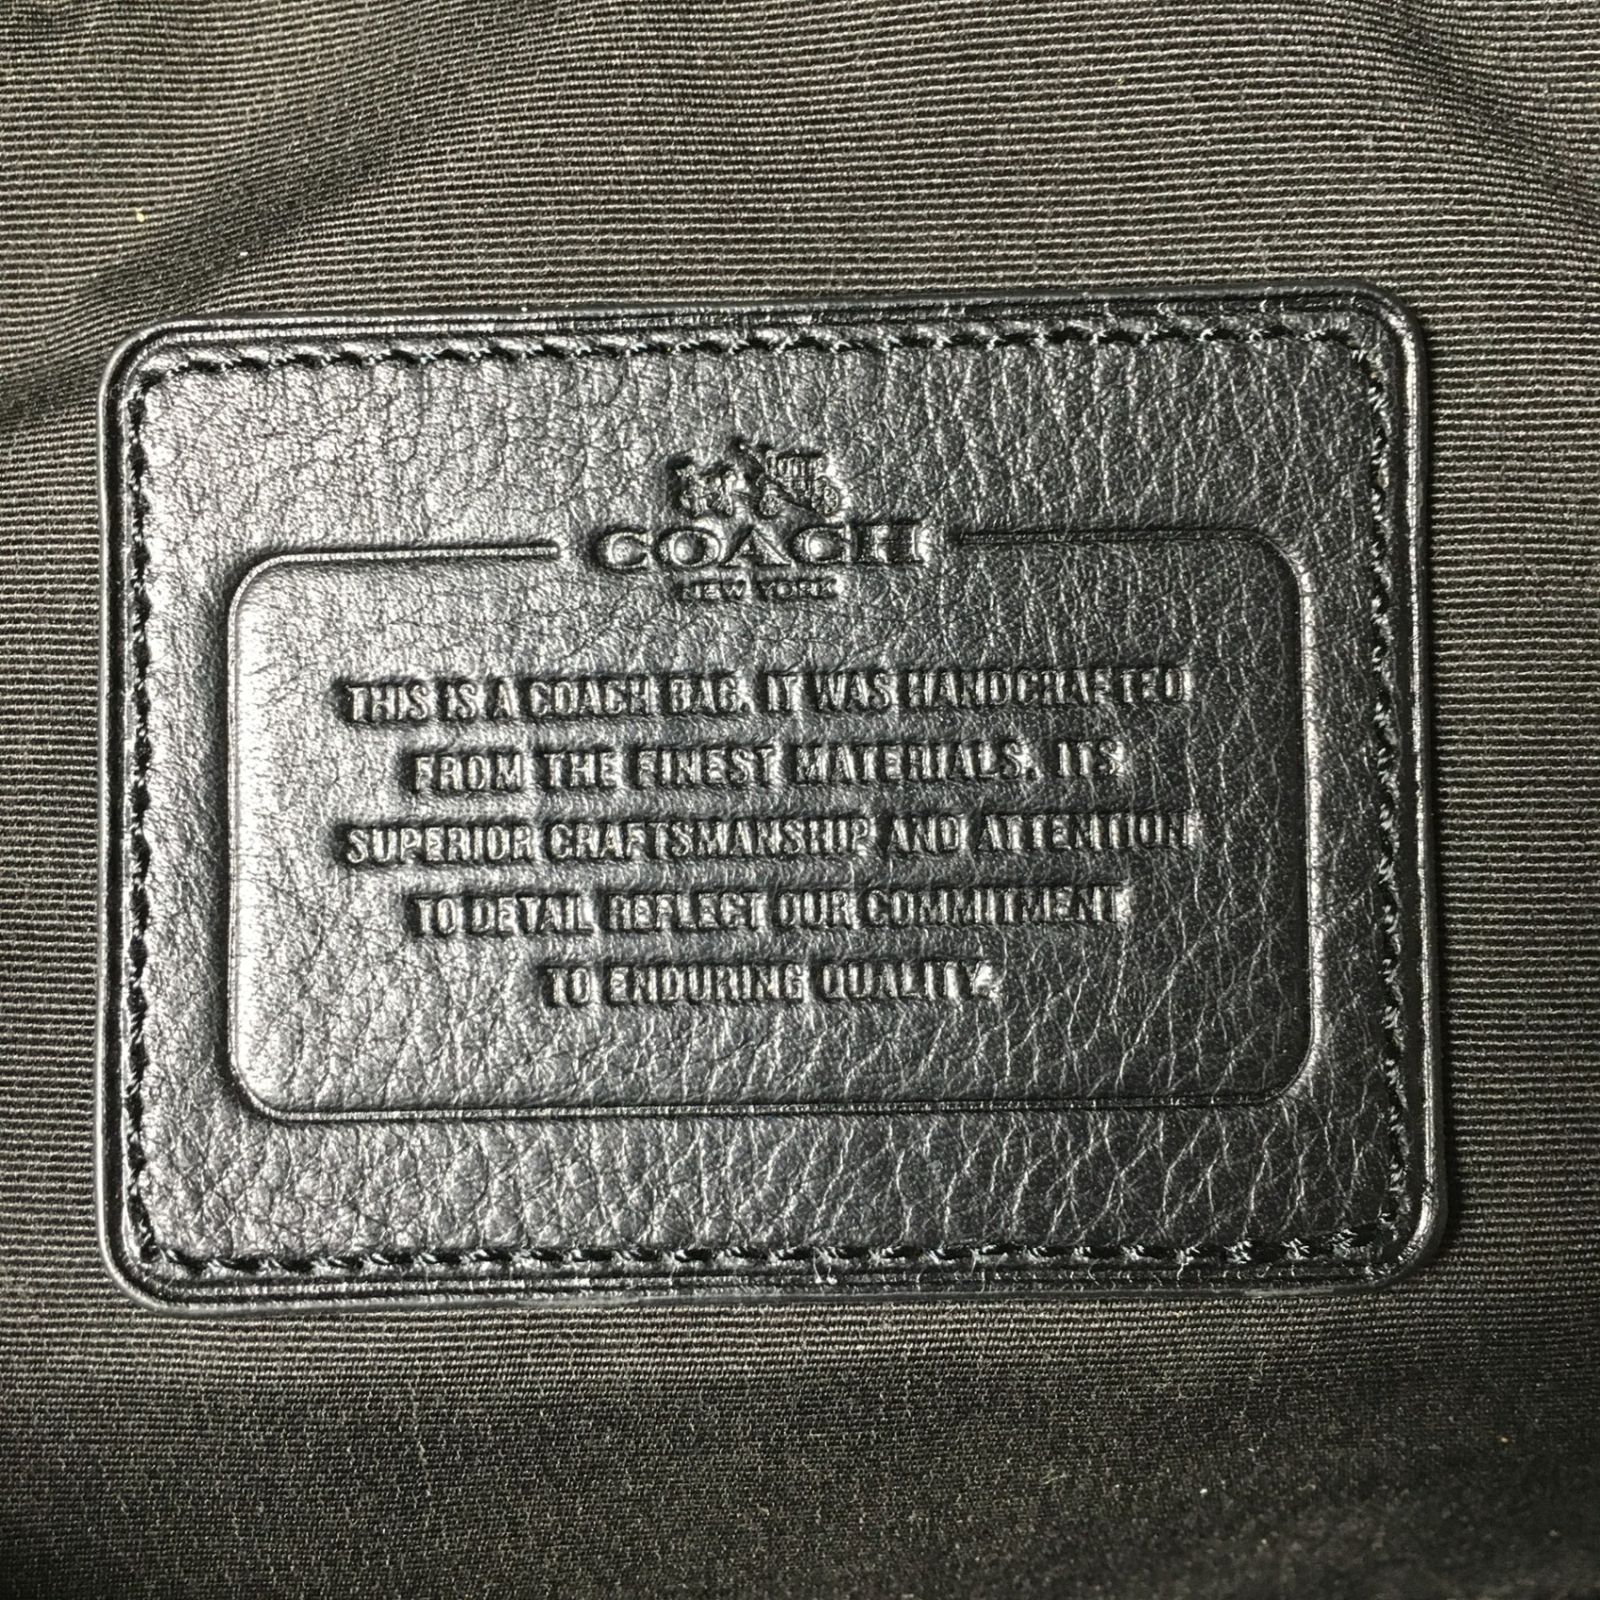 COACH
NEW YORK
THIS IS A COACH BAG. IT WAS HANDCRAFTED
FROM THE FINEST MATERIALS. ITS
SUPERIOR CRAFTSMANSHIP AND ATTENTION
TO DETAIL REFLECT OUR COMMITMENT
TO ENDURING QUALITY.